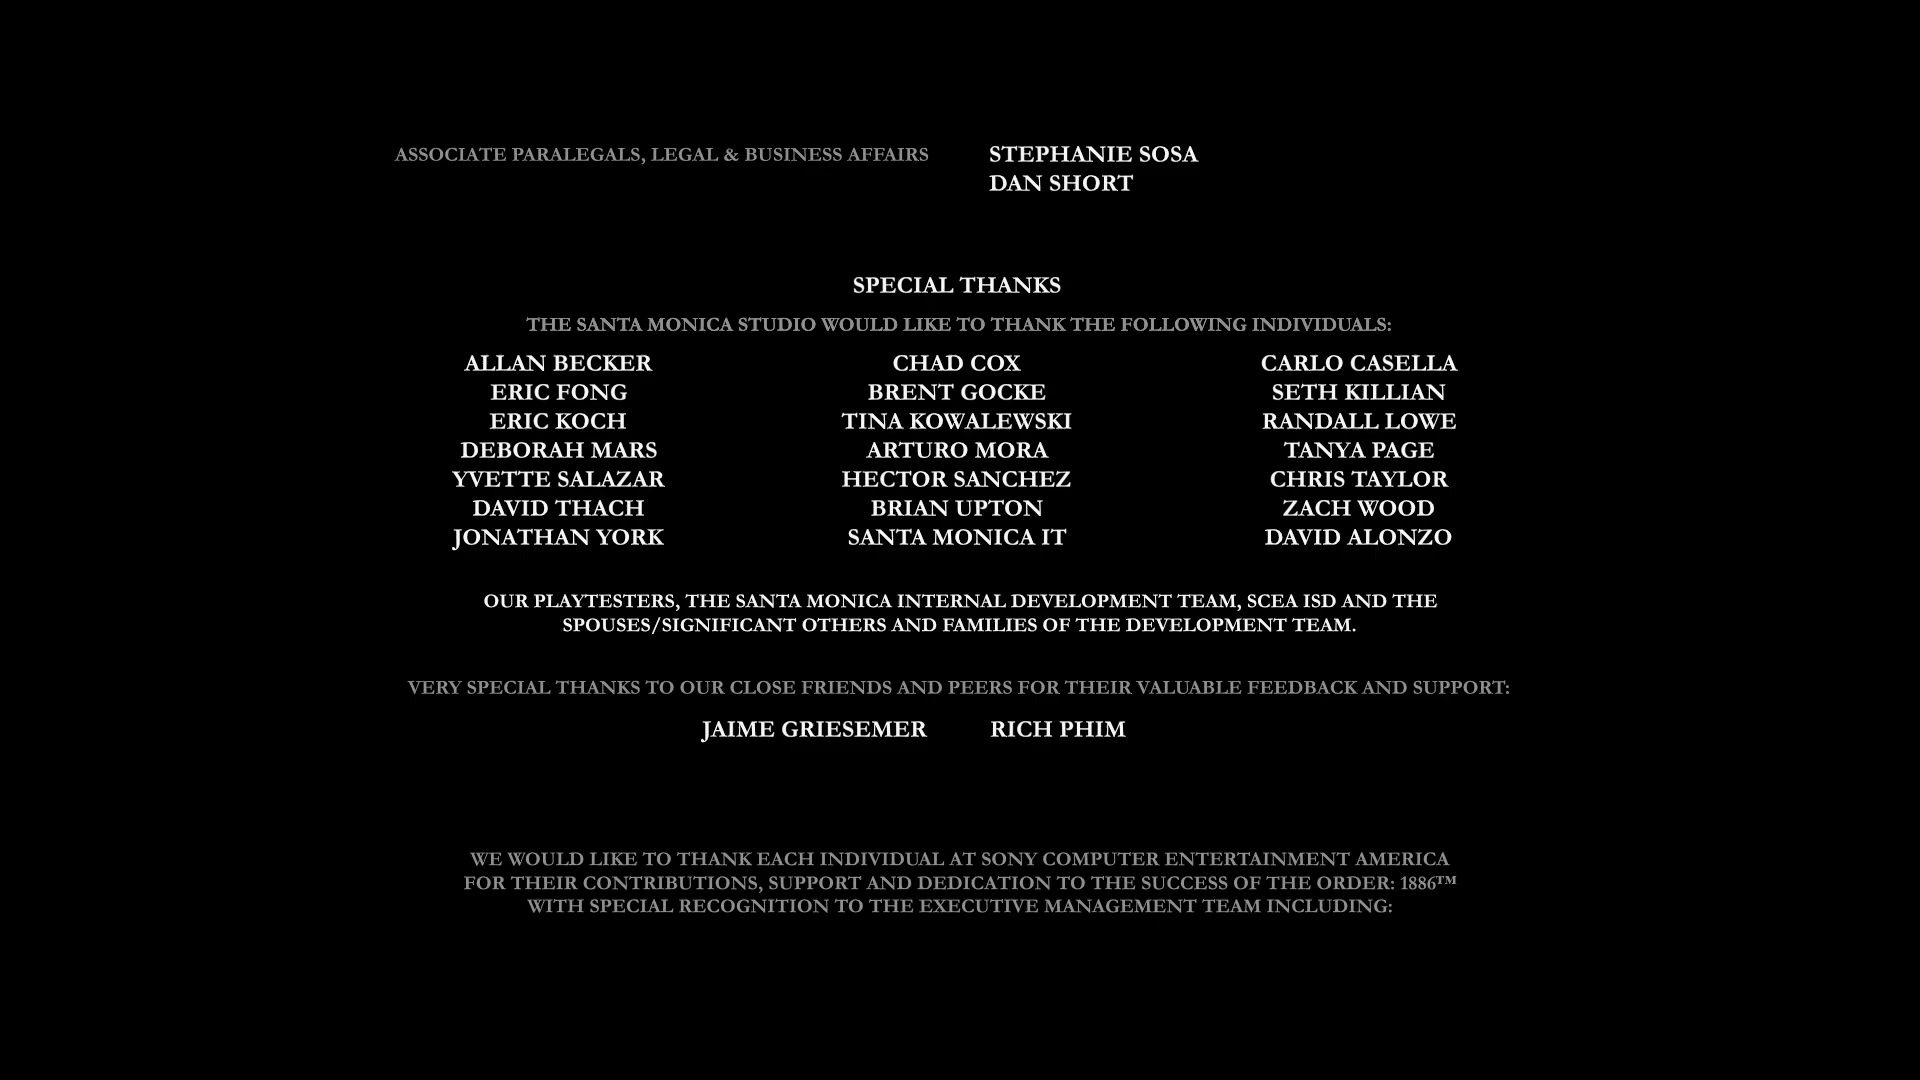 ASSOCIATE PARALEGALS, LEGAL & BUSINESS AFFAIRS STEPHANIE SOSA
DAN SHORT
SPECIAL THANKS
THE SANTA MONICA STUDIO WOULD LIKE TO THANK THE FOLLOWING INDIVIDUALS:
ALLAN BECKER CHAD COX CARLO CASELLA
ERIC FONG BRENT GOCKE SETH KILLIAN
ERIC KOCH TINA KOWALEWSKI RANDALL LOWE
DEBORAH MARS ARTURO MORA TANYA PAGE
YVETTE SALAZAR HECTOR SANCHEZ CHRIS TAYLOR
DAVID THACH BRIAN UPTON ZACH WOOD
JONATHAN YORK SANTA MONICA IT DAVID ALONZO
OUR PLAYTESTERS, THE SANTA MONICA INTERNAL DEVELOPMENT TEAM, SCEA ISD AND THE
SPOUSES/SIGNIFICANT OTHERS AND FAMILIES OF THE DEVELOPMENT TEAM.
VERY SPECIAL THANKS TO OUR CLOSE FRIENDS AND PEERS FOR THEIR VALUABLE FEEDBACK AND SUPPORT:
JAIME GRIESEMER RICH PHIM
WE WOULD LIKE TO THANK EACH INDIVIDUAL AT SONY COMPUTER ENTERTAINMENT AMERICA
FOR THEIR CONTRIBUTIONS, SUPPORT AND DEDICATION TO THE SUCCESS OF THE ORDER: 1886™
WITH SPECIAL RECOGNITION TO THE EXECUTIVE MANAGEMENT TEAM INCLUDING: